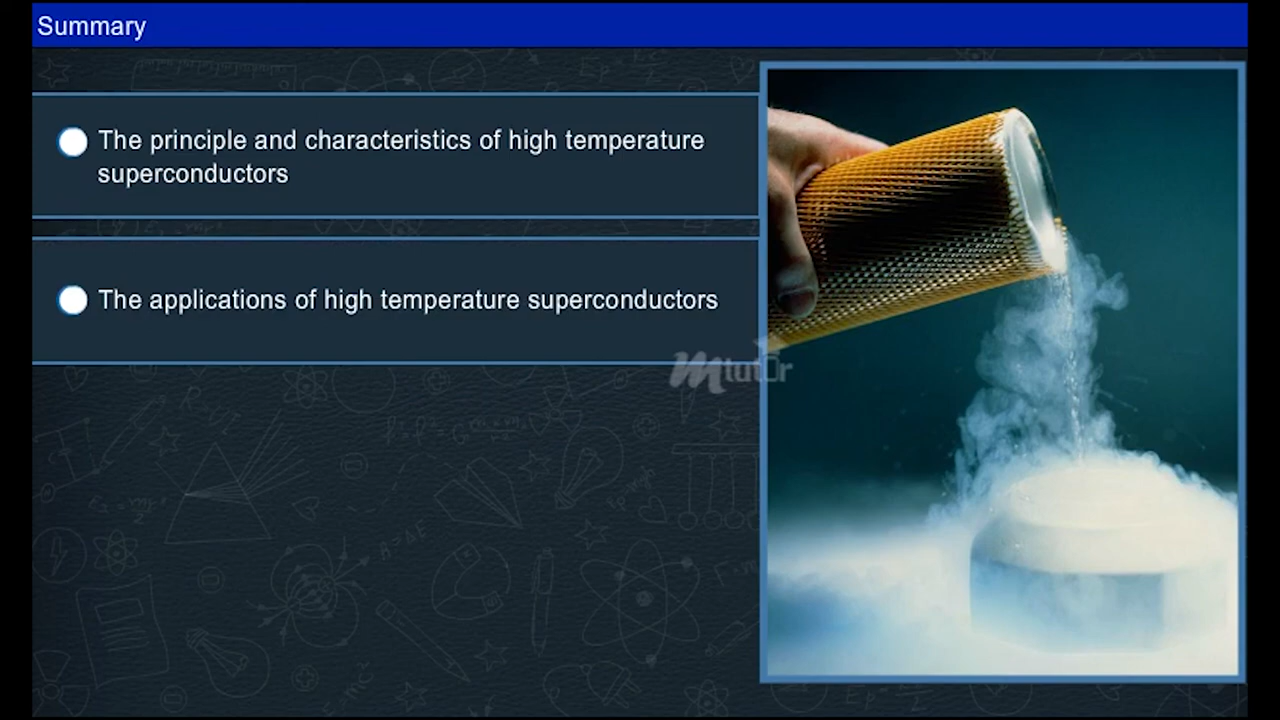 Summary
The principle and characteristics of high temperature
superconductors
The applications of high temperature superconductors
Mtutor